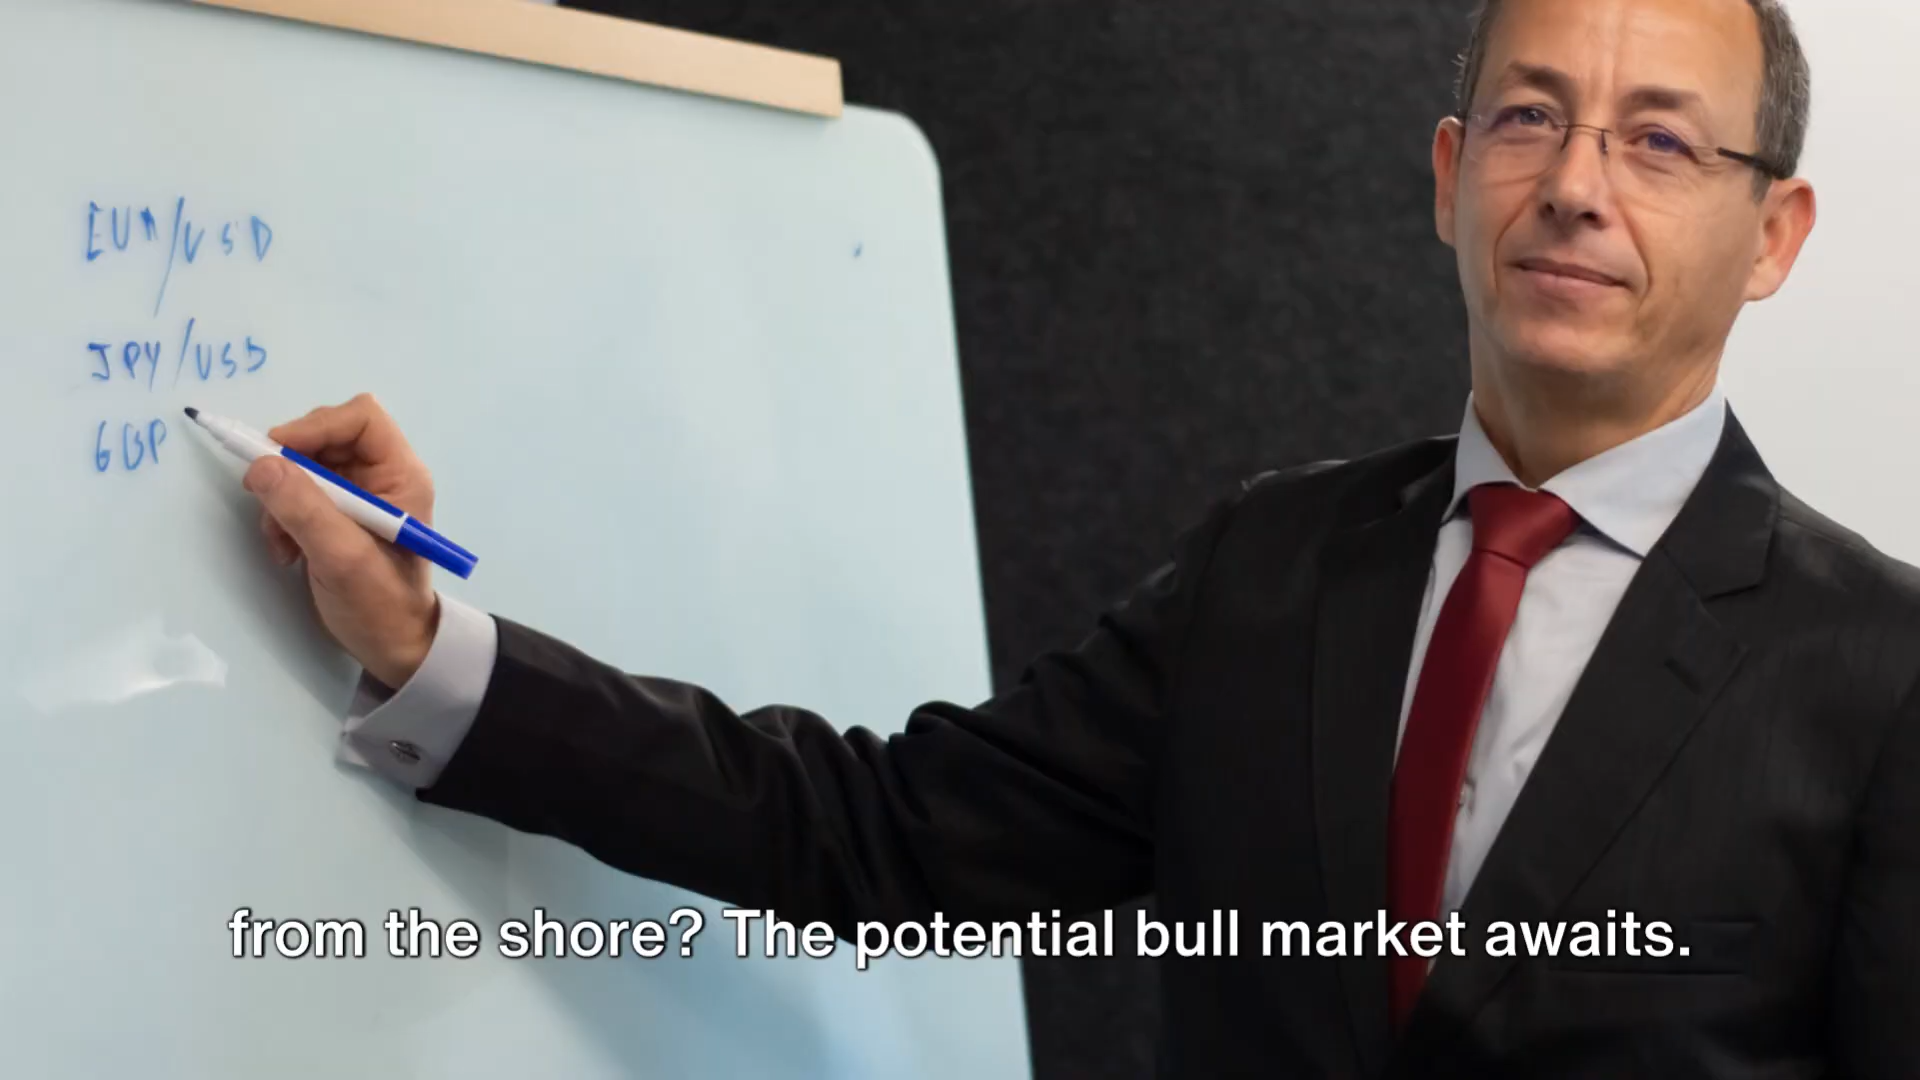 EUR/USD
JPY/USD
GBP
from the shore? The potential bull market awaits.